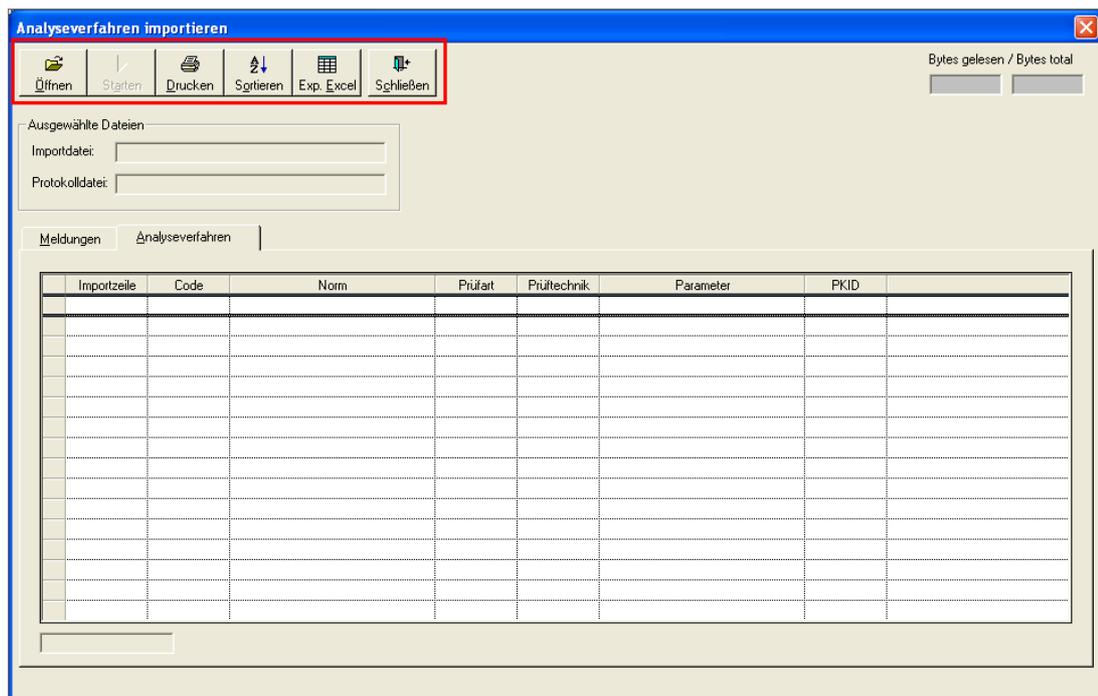 Analyseverfahren importieren
Öffnen Starten Drucken Sortieren Exp. Excel Schließen
Bytes gelesen / Bytes total
Ausgewählte Dateien
Importdatei:
Protokolldatei:
Meldungen Analyseverfahren
Importzeile Code Norm Prüfart Prüftechnik Parameter PKID